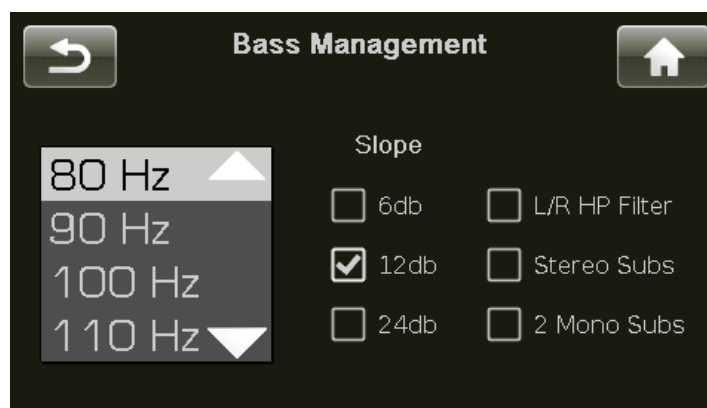 Bass Management
80 Hz
90 Hz
100 Hz
110 Hz
Slope
6db
12db
24db
L/R HP Filter
Stereo Subs
2 Mono Subs